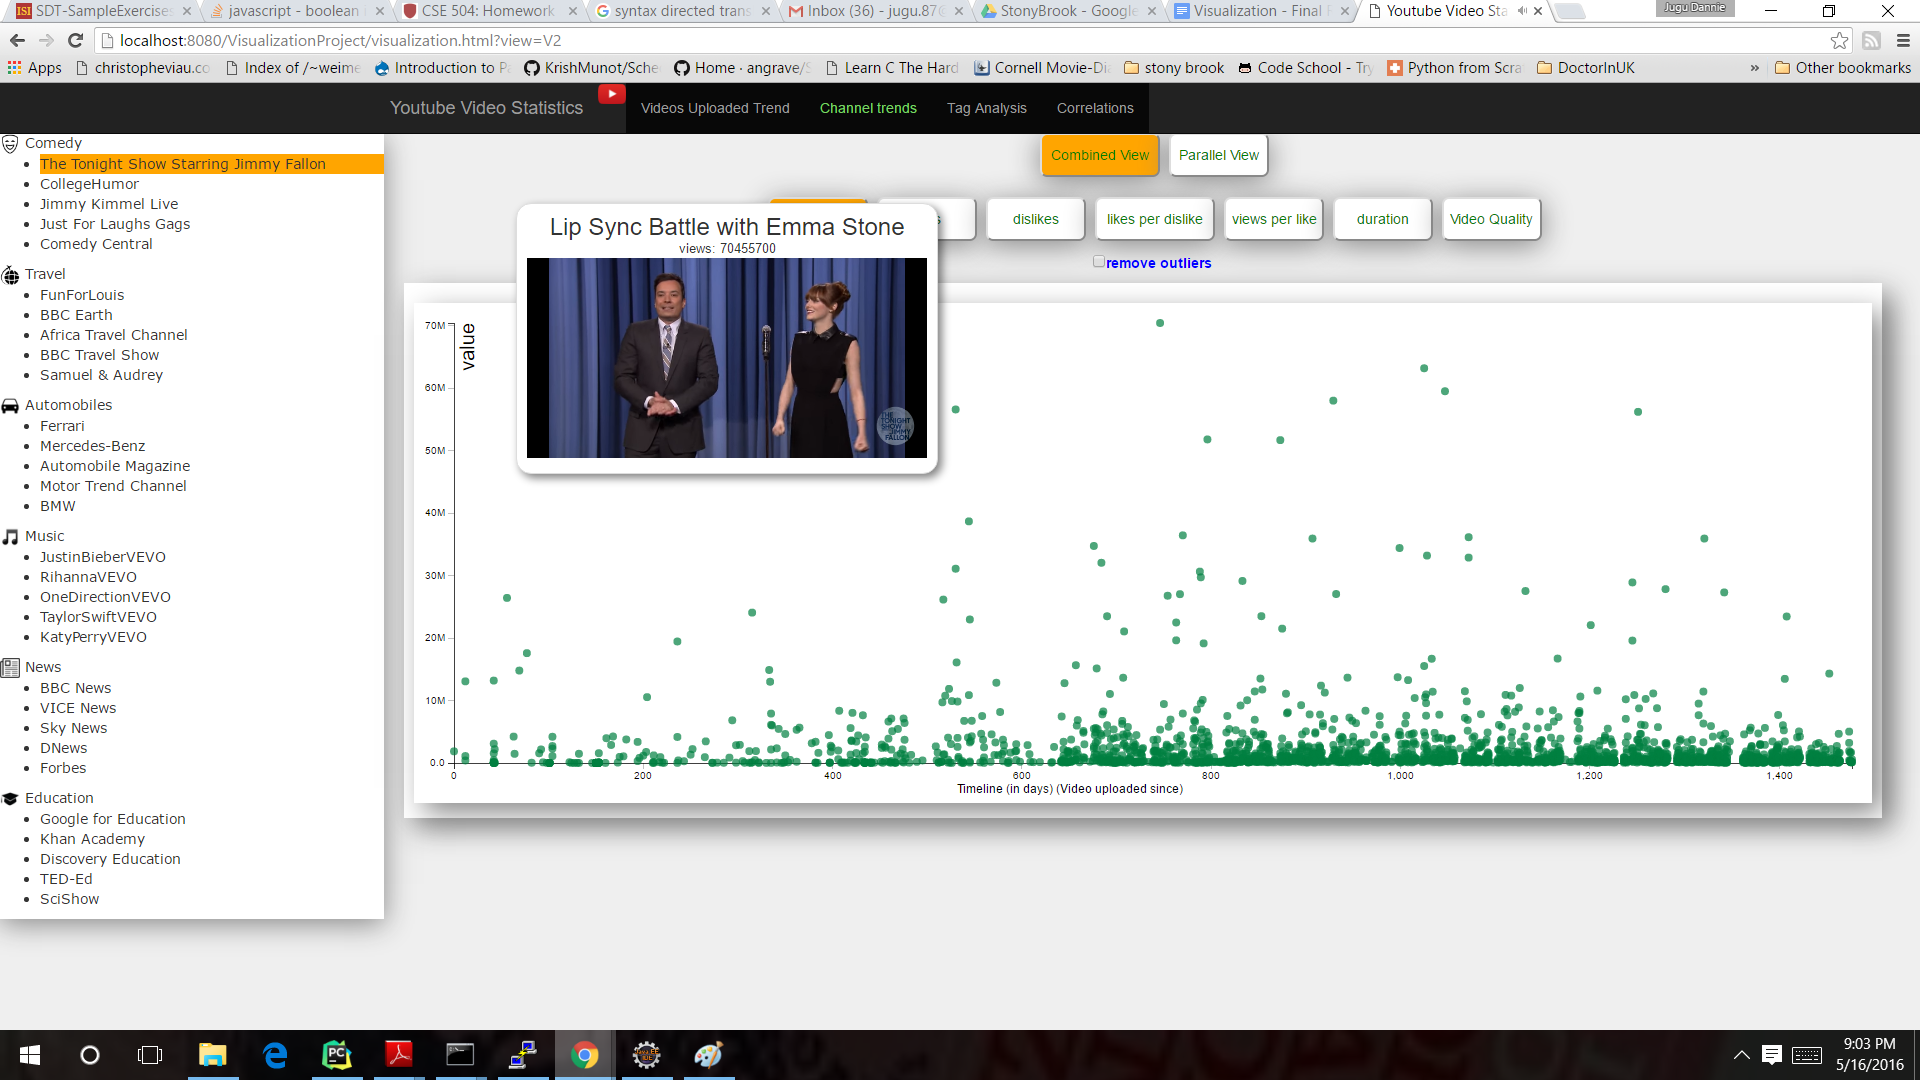 ISI SDT-SampleExercises
javascript - boolean
CSE 504: Homework
syntax directed trans
Inbox (36) - jugu.87@
StonyBrook - Google
Visualization - Final
Youtube Video Sta
Jugu Dannie
localhost:8080/VisualizationProject/visualization.html?view=V2
Apps
christopheviau.co
Index of /~weime
Introduction to
KrishMunot/Sche
Home · angrave/
Learn C The Hard
Cornell Movie-Di
stony brook
Code School - Try
Python from Scra
DoctorInUK
»
Other bookmarks
Youtube Video Statistics
Videos Uploaded Trend
Channel trends
Tag Analysis
Correlations
Comedy
The Tonight Show Starring Jimmy Fallon
CollegeHumor
Jimmy Kimmel Live
Just For Laughs Gags
Comedy Central
Travel
FunForLouis
BBC Earth
Africa Travel Channel
BBC Travel Show
Samuel & Audrey
Automobiles
Ferrari
Mercedes-Benz
Automobile Magazine
Motor Trend Channel
BMW
Music
JustinBieberVEVO
RihannaVEVO
OneDirectionVEVO
TaylorSwiftVEVO
KatyPerryVEVO
News
BBC News
VICE News
Sky News
DNews
Forbes
Education
Google for Education
Khan Academy
Discovery Education
TED-Ed
SciShow
Combined View
Parallel View
s
dislikes
likes per dislike
views per like
duration
Video Quality
remove outliers
Lip Sync Battle with Emma Stone
views: 70455700
THE
TONIGHT
SHOW
JIMMY
FALLON
value
70M
60M
50M
40M
30M
20M
10M
0.0
0
200
400
600
800
1,000
1,200
1,400
Timeline (in days) (Video uploaded since)
PC
9:03 PM
5/16/2016